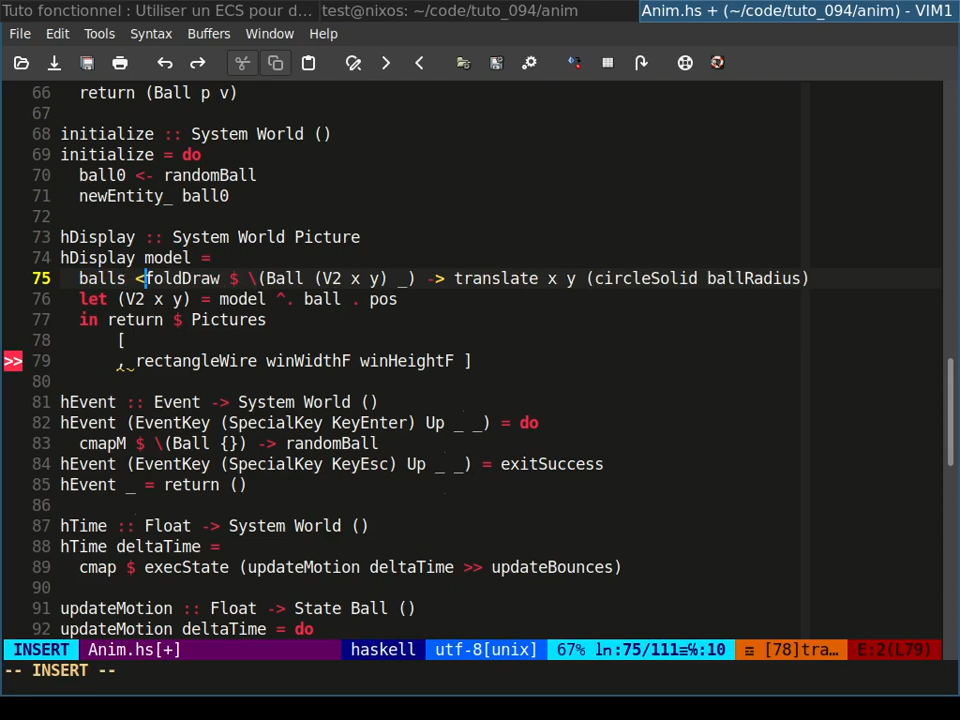 Tuto fonctionnel : Utiliser un ECS pour d… test@nixos: ~/code/tuto_094/anim Anim.hs + (~/code/tuto_094/anim) - VIM1
File Edit Tools Syntax Buffers Window Help
66   return (Ball p v)
67
68 initialize :: System World ()
69 initialize = do
70   ball0 <- randomBall
71   newEntity_ ball0
72
73 hDisplay :: System World Picture
74 hDisplay model =
75   balls <foldDraw $ \(Ball (V2 x y) _) -> translate x y (circleSolid ballRadius)
76   let (V2 x y) = model ^. ball . pos
77   in return $ Pictures
78       [
>> 79       , rectangleWire winWidthF winHeightF ]
80
81 hEvent :: Event -> System World ()
82 hEvent (EventKey (SpecialKey KeyEnter) Up _ _) = do
83   cmapM $ \(Ball {}) -> randomBall
84 hEvent (EventKey (SpecialKey KeyEsc) Up _ _) = exitSuccess
85 hEvent _ = return ()
86
87 hTime :: Float -> System World ()
88 hTime deltaTime =
89   cmap $ execState (updateMotion deltaTime >> updateBounces)
90
91 updateMotion :: Float -> State Ball ()
92 updateMotion deltaTime = do
INSERT Anim.hs[+] haskell utf-8[unix] 67% ln:75/111≡℅:10 ☲ [78]tra… E:2(L79)
-- INSERT --